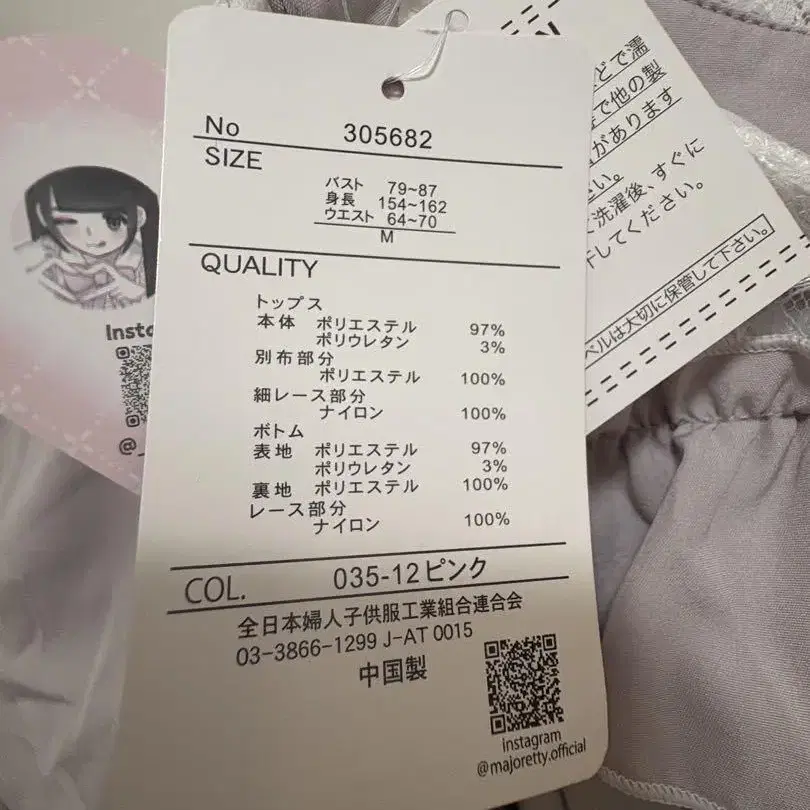 No 305682
SIZE
バスト 79~87
身長 154~162
ウエスト 64~70
M
QUALITY
トップス
本体 ポリエステル 97%
ポリウレタン 3%
別布部分
ポリエステル 100%
細レース部分
ナイロン 100%
ボトム
表地 ポリエステル 97%
ポリウレタン 3%
裏地 ポリエステル 100%
レース部分
ナイロン 100%
COL. 035-12ピンク
全日本婦人子供服工業組合連合会
03-3866-1299 J-AT 0015
中国製
instagram
@majoretty.official
どで濡
で他の製
があります
い。
洗濯後、すぐに
してください。
ベルは大切に保管して下さい。
Insta
@_